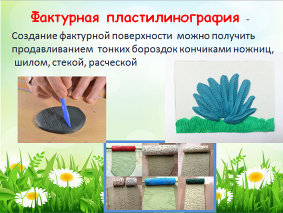 Фактурная пластилинография -
Создание фактурной поверхности можно получить
продавливанием тонких бороздок кончиками ножниц,
шилом, стекой, расческой